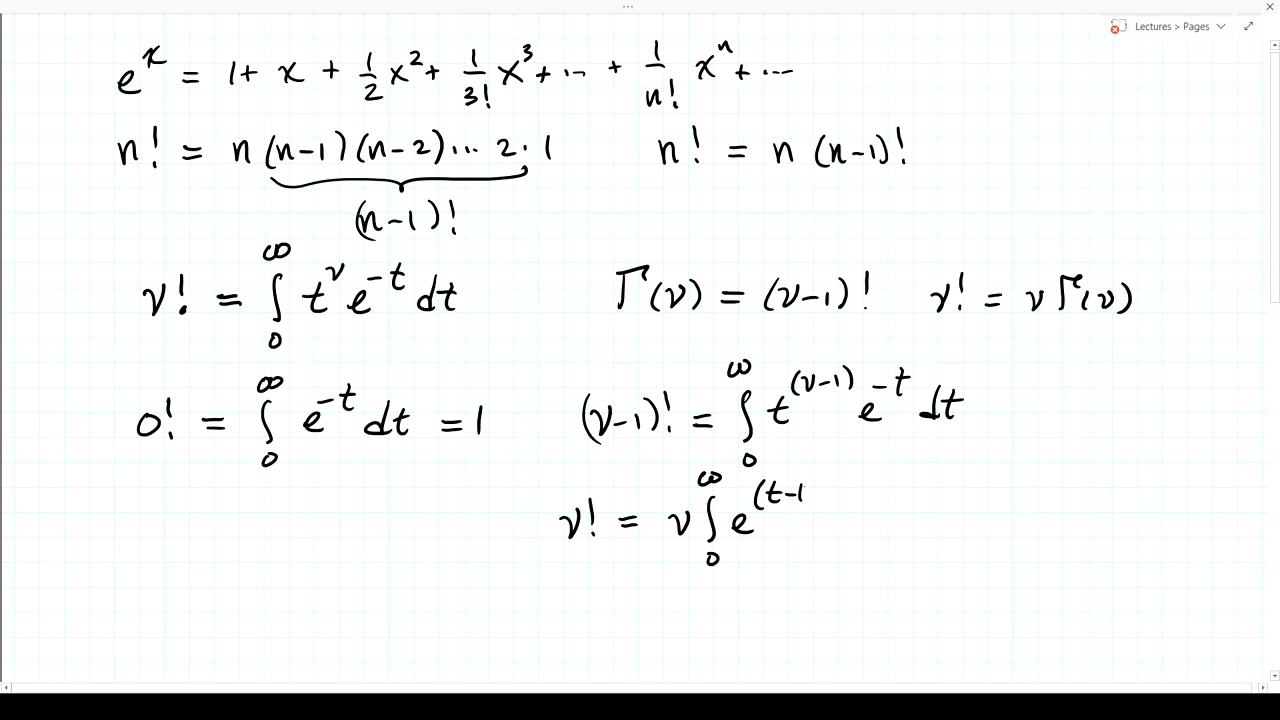 Lectures > Pages
e^x = 1 + x + 1/2 x^2 + 1/3! x^3 + ... + 1/n! x^n + ...
n! = n (n-1) (n-2) ... 2 · 1    n! = n (n-1)!
(n-1)!
ν! = ∫_0^∞ t^ν e^{-t} dt    Γ(ν) = (ν-1)!    ν! = ν Γ(ν)
0! = ∫_0^∞ e^{-t} dt = 1    (ν-1)! = ∫_0^∞ t^{(ν-1)} e^{-t} dt
ν! = ν ∫_0^∞ e^{(t-1